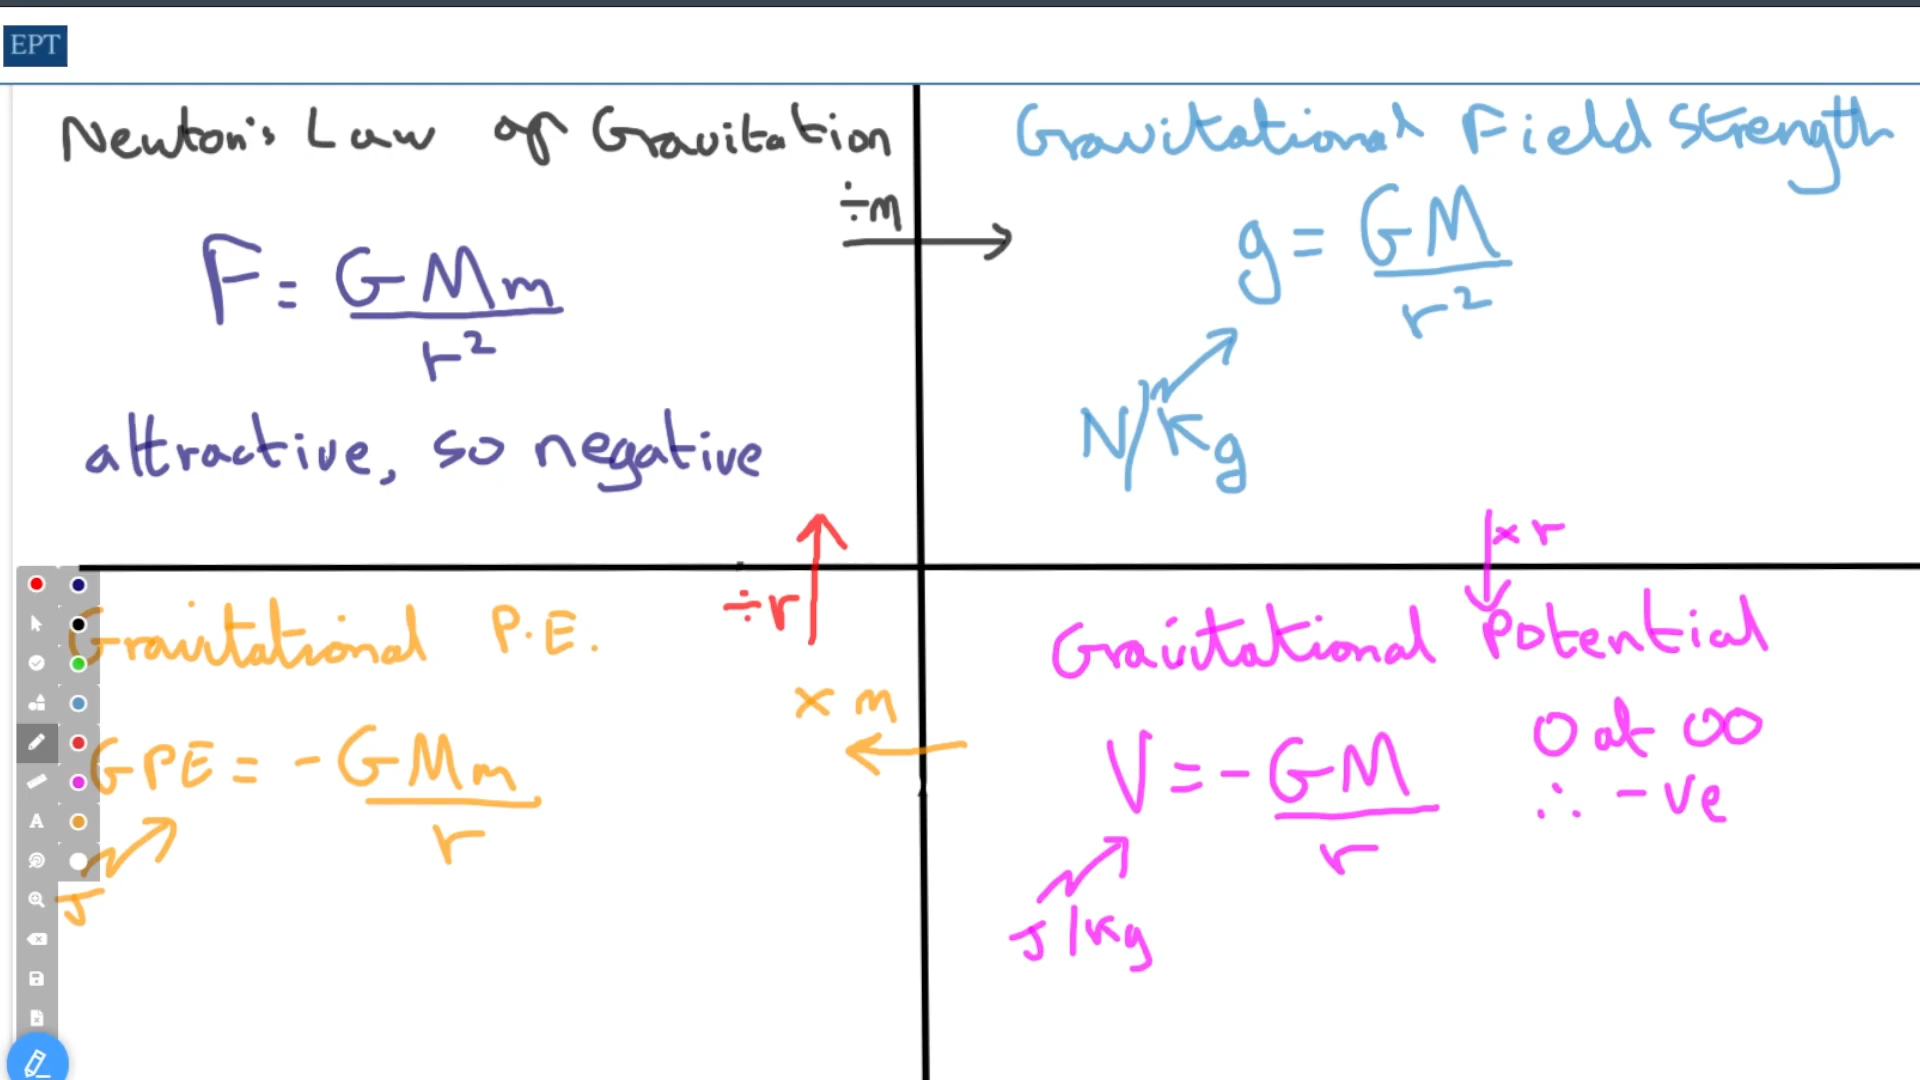 EPT
Newton's Law of Gravitation
÷m
F = GMm
r²
attractive, so negative
Gravitational Field Strength
g = GM
r²
N/Kg
÷r
Gravitational P.E.
x m
GPE = - GMm
r
J
x r
Gravitational Potential
V = - GM
r
0 at ∞
∴ -ve
J/Kg
A